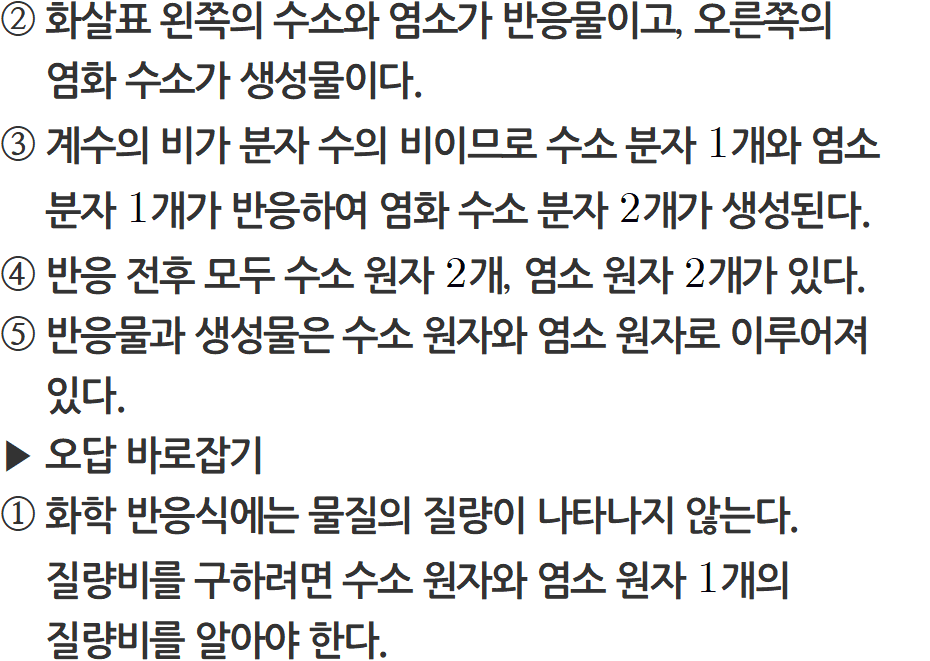 ② 화살표 왼쪽의 수소와 염소가 반응물이고, 오른쪽의
염화 수소가 생성물이다.
③ 계수의 비가 분자 수의 비이므로 수소 분자 1개와 염소
분자 1개가 반응하여 염화 수소 분자 2개가 생성된다.
④ 반응 전후 모두 수소 원자 2개, 염소 원자 2개가 있다.
⑤ 반응물과 생성물은 수소 원자와 염소 원자로 이루어져
있다.
▶ 오답 바로잡기
① 화학 반응식에는 물질의 질량이 나타나지 않는다.
질량비를 구하려면 수소 원자와 염소 원자 1개의
질량비를 알아야 한다.